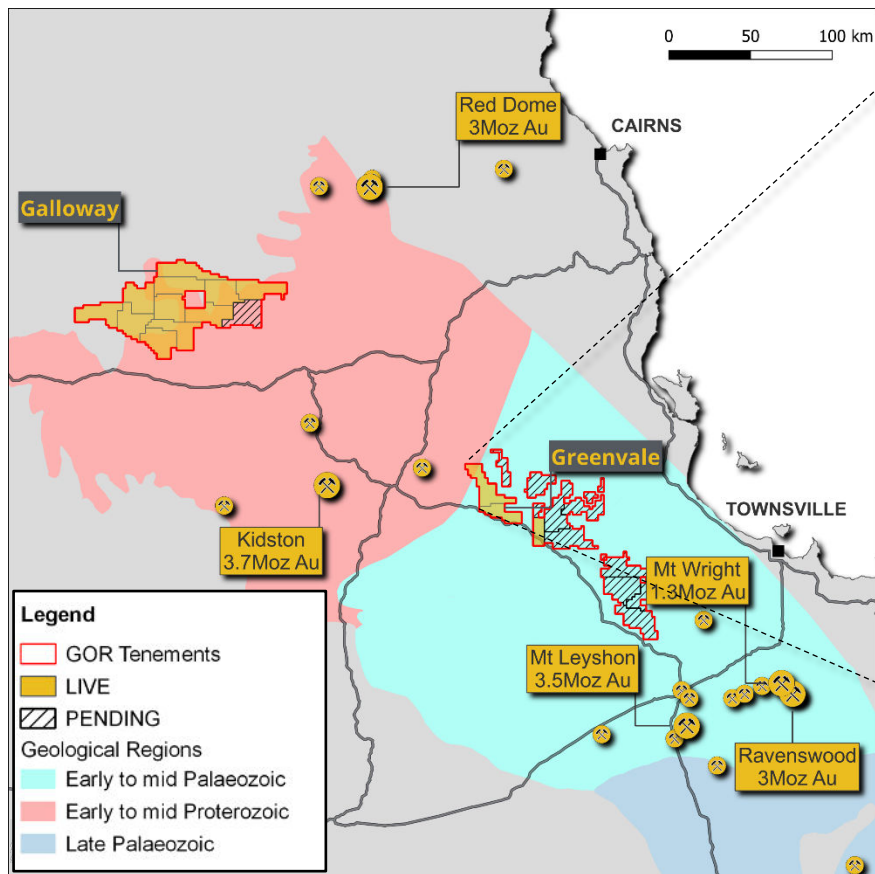 0 50 100 km
Red Dome
3Moz Au
CAIRNS
Galloway
Greenvale
TOWNSVILLE
Kidston
3.7Moz Au
Mt Wright
1.3Moz Au
Mt Leyshon
3.5Moz Au
Ravenswood
3Moz Au
Legend
GOR Tenements
LIVE
PENDING
Geological Regions
Early to mid Palaeozoic
Early to mid Proterozoic
Late Palaeozoic